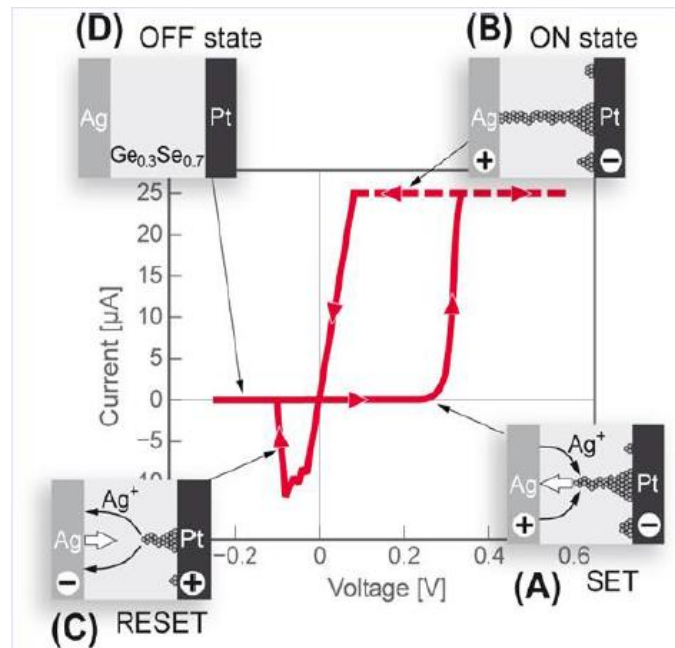 (D) OFF state
(B) ON state
Ag
Pt
Ge0.3Se0.7
Ag
Pt
+
−
25
20
15
10
5
0
−5
10
Current [µA]
−0.2
0
0.2
0.4
0.6
Voltage [V]
Ag+
Ag
Pt
−
+
(C) RESET
Ag+
Ag
Pt
+
−
(A) SET